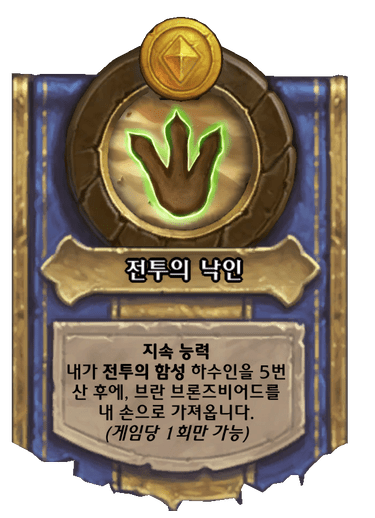 전투의 낙인
지속 능력
내가 전투의 함성 하수인을 5번
산 후에, 브란 브론즈비어드를
내 손으로 가져옵니다.
(게임당 1회만 가능)